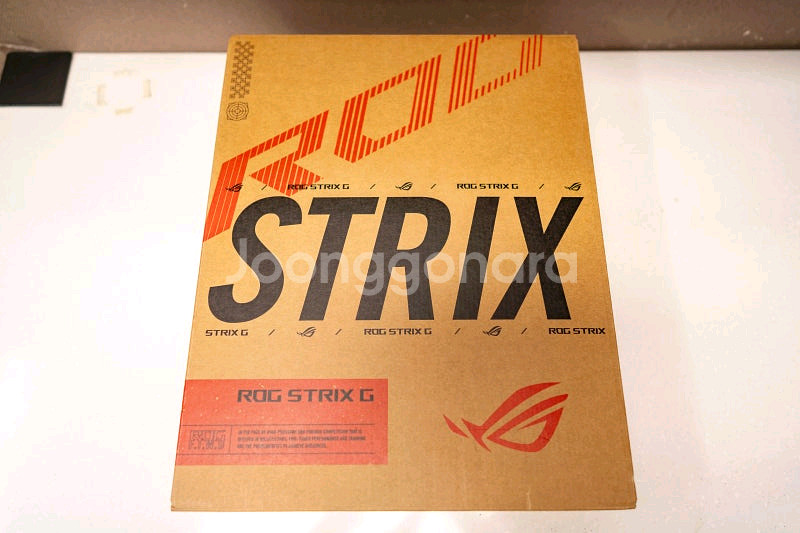 ROG
ROG STRIX G / / ROG STRIX G /
STRIX
Joonggonara
STRIX G / / ROG STRIX G / / ROG STRIX
ROG STRIX G